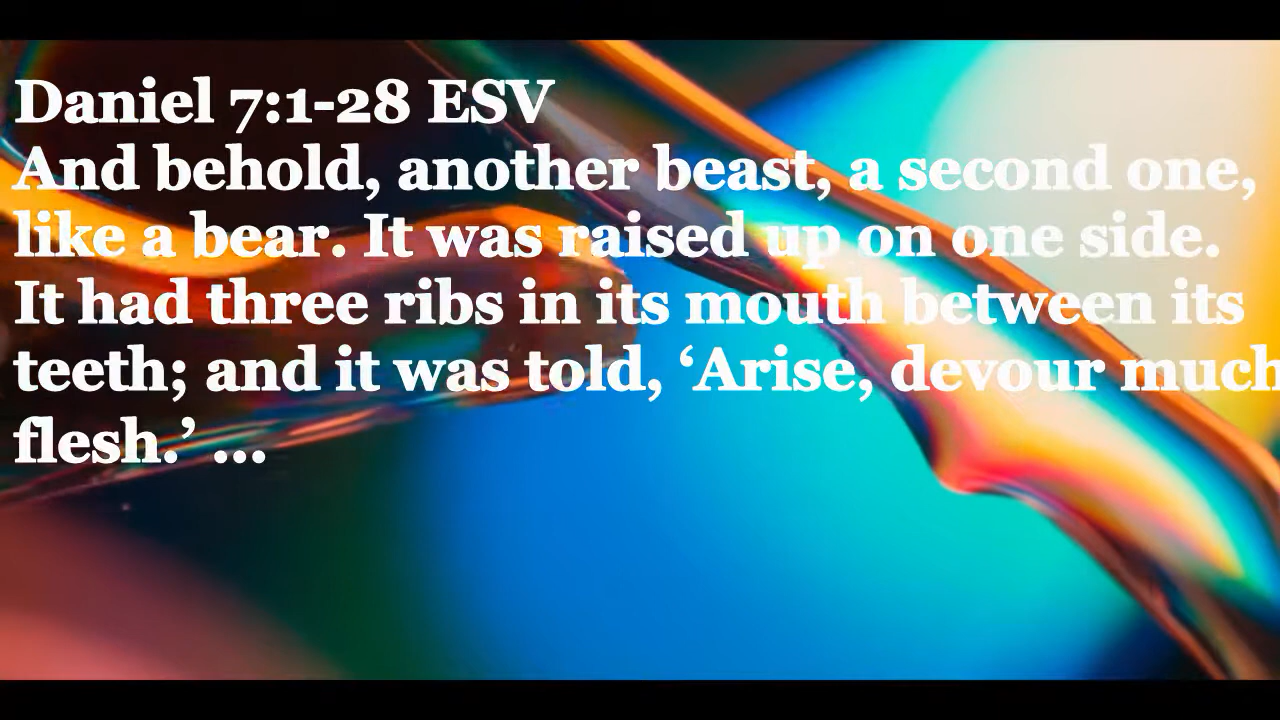 Daniel 7:1-28 ESV
And behold, another beast, a second one,
like a bear. It was raised up on one side.
It had three ribs in its mouth between its
teeth; and it was told, ‘Arise, devour much
flesh.’ ...